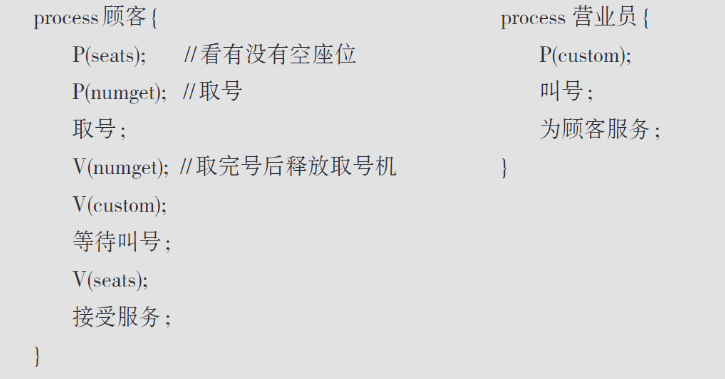 process 顾客{
P(seats); //看有没有空座位
P(numget); //取号
取号;
V(numget); //取完号后释放取号机
V(custom);
等待叫号;
V(seats);
接受服务;
}
process 营业员{
P(custom);
叫号;
为顾客服务;
}